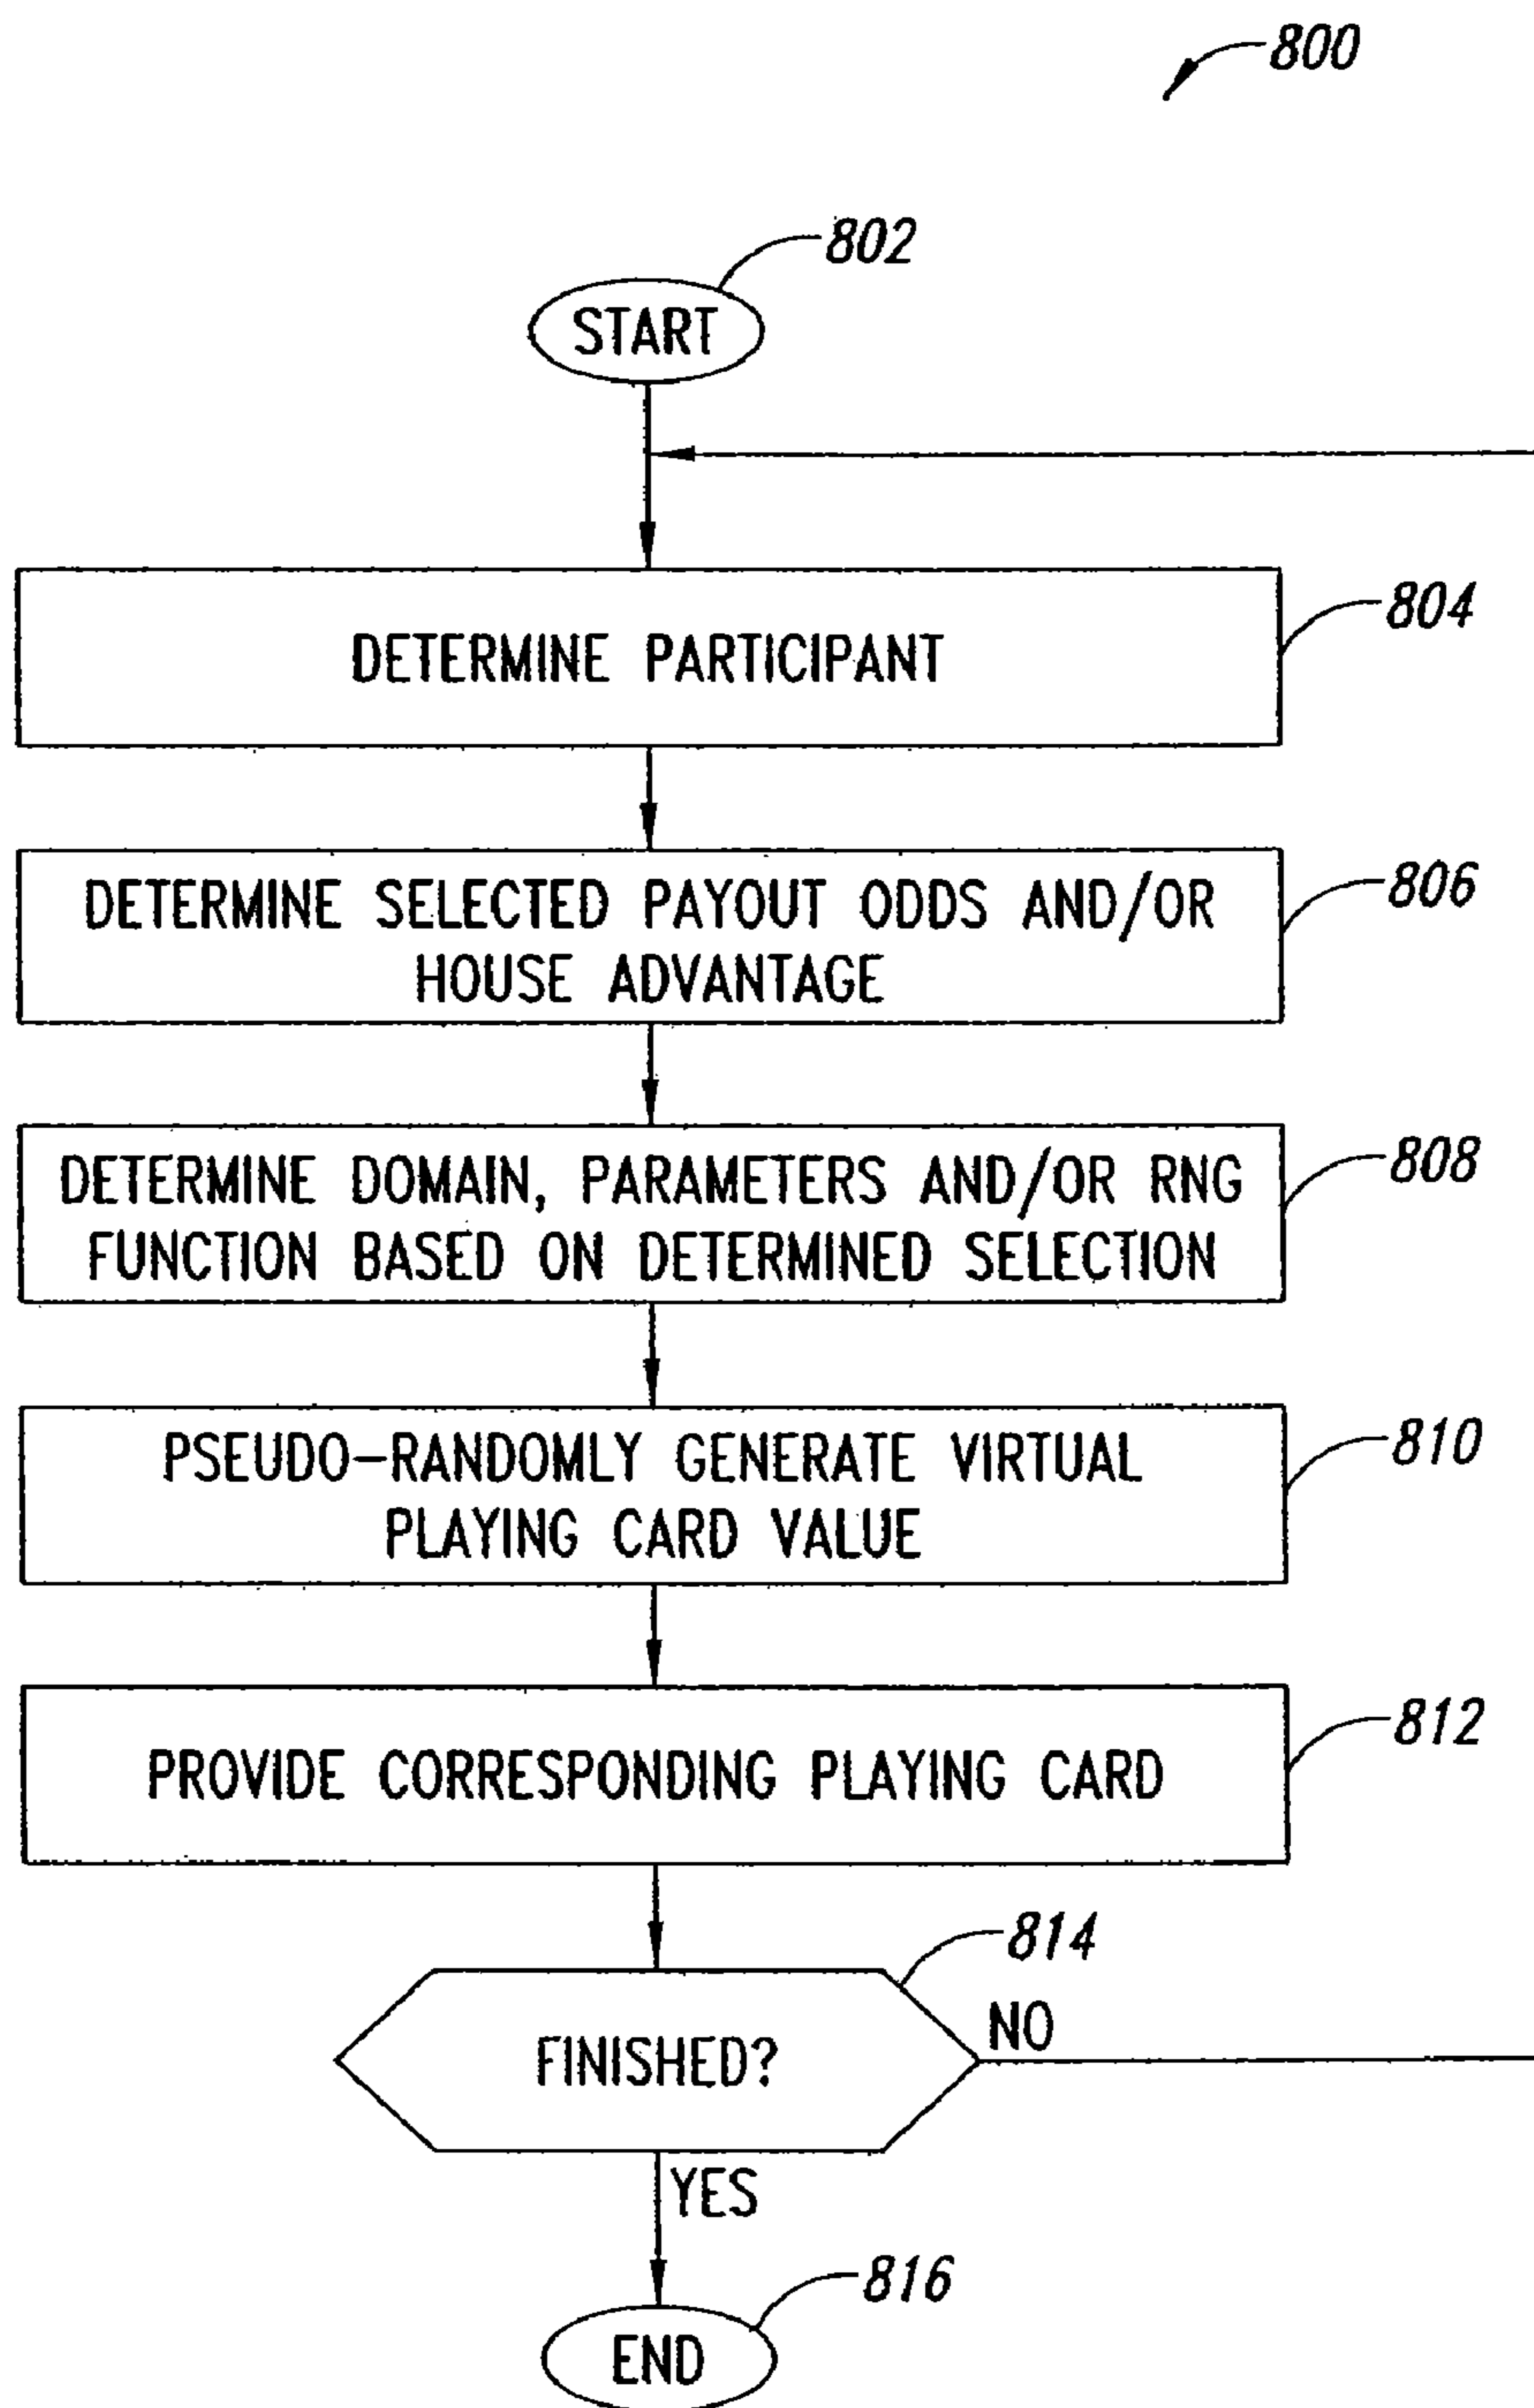 800
802
START
804
DETERMINE PARTICIPANT
806
DETERMINE SELECTED PAYOUT ODDS AND/OR
HOUSE ADVANTAGE
808
DETERMINE DOMAIN, PARAMETERS AND/OR RNG
FUNCTION BASED ON DETERMINED SELECTION
810
PSEUDO-RANDOMLY GENERATE VIRTUAL
PLAYING CARD VALUE
812
PROVIDE CORRESPONDING PLAYING CARD
814
NO
FINISHED?
YES
816
END